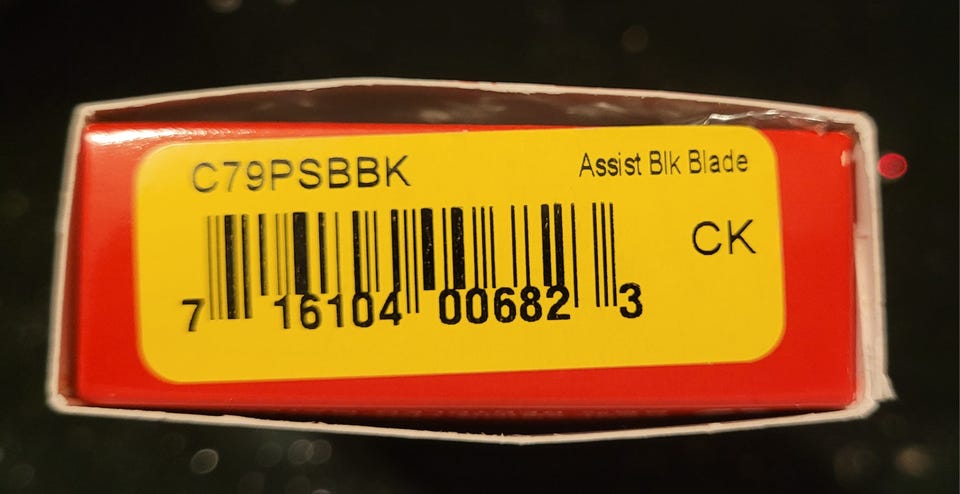 C79PSBBK Assist Blk Blade
CK
7 16104 00682 3